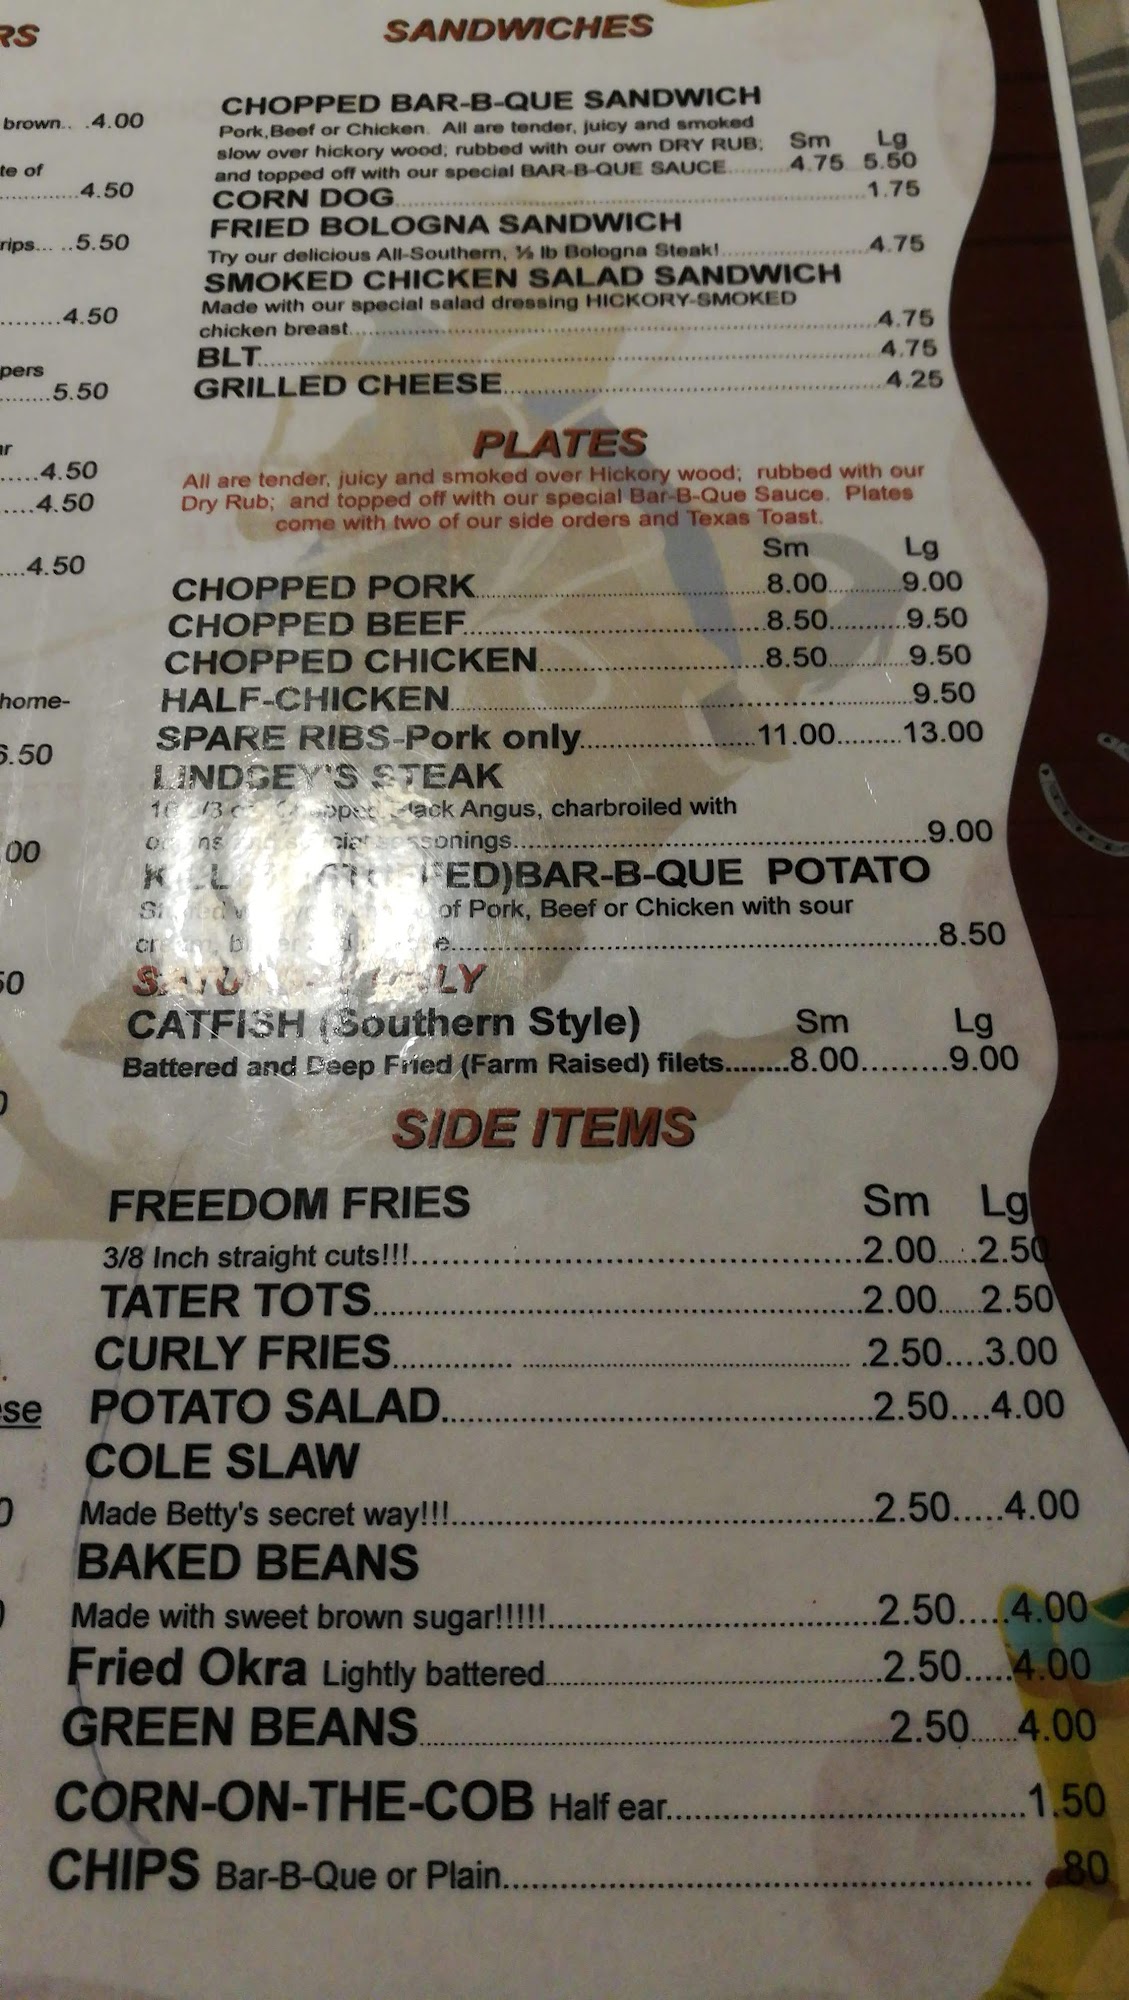 RS
brown.. .4.00
te of
.............4.50
rips... ..5.50
.........4.50
pers
........5.50
ar
.....4.50
.....4.50
....4.50
home-
6.50
.00
50
0
ese
0
0
SANDWICHES
CHOPPED BAR-B-QUE SANDWICH
Pork,Beef or Chicken. All are tender, juicy and smoked
slow over hickory wood; rubbed with our own DRY RUB; Sm Lg
and topped off with our special BAR-B-QUE SAUCE.......... 4.75 5.50
CORN DOG..........1.75
FRIED BOLOGNA SANDWICH
Try our delicious All-Southern, lb Bologna Steak!..........4.75
SMOKED CHICKEN SALAD SANDWICH
Made with our special salad dressing HICKORY-SMOKED
chicken breast..........4.75
BLT..........4.75
GRILLED CHEESE..........4.25
PLATES
All are tender, juicy and smoked over Hickory wood; rubbed with our
Dry Rub; and topped off with our special Bar-B-Que Sauce. Plates
come with two of our side orders and Texas Toast.
Sm Lg
CHOPPED PORK..........8.00..........9.00
CHOPPED BEEF..........8.50..........9.50
CHOPPED CHICKEN..........8.50..........9.50
HALF-CHICKEN..........9.50
SPARE RIBS-Pork only..........11.00.........13.00
LINDSEY'S STEAK
Black Angus, charbroiled with
..........9.00
BAR-B-QUE POTATO
of Pork, Beef or Chicken with sour
..........8.50
CATFISH (Southern Style) Sm Lg
Battered and Deep Fried (Farm Raised) filets........8.00.........9.00
SIDE ITEMS
FREEDOM FRIES Sm Lg
3/8 Inch straight cuts!!!..........2.00......2.50
TATER TOTS..........2.00......2.50
CURLY FRIES............. .......... .2.50....3.00
POTATO SALAD..........2.50....4.00
COLE SLAW
Made Betty's secret way!!!..........2.50.....4.00
BAKED BEANS
Made with sweet brown sugar!!!!!..........2.50.....4.00
Fried Okra Lightly battered..........2.50.....4.00
GREEN BEANS..........2.50......4.00
CORN-ON-THE-COB Half ear..........1.50
CHIPS Bar-B-Que or Plain.......... .80